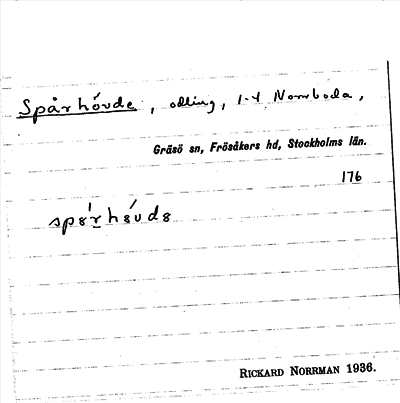 Spårhövde, odling, 1-4 Norrboda,
Gräsö sn, Frösåkers hd, Stockholms län.
176
RICKARD NORRMAN 1936.